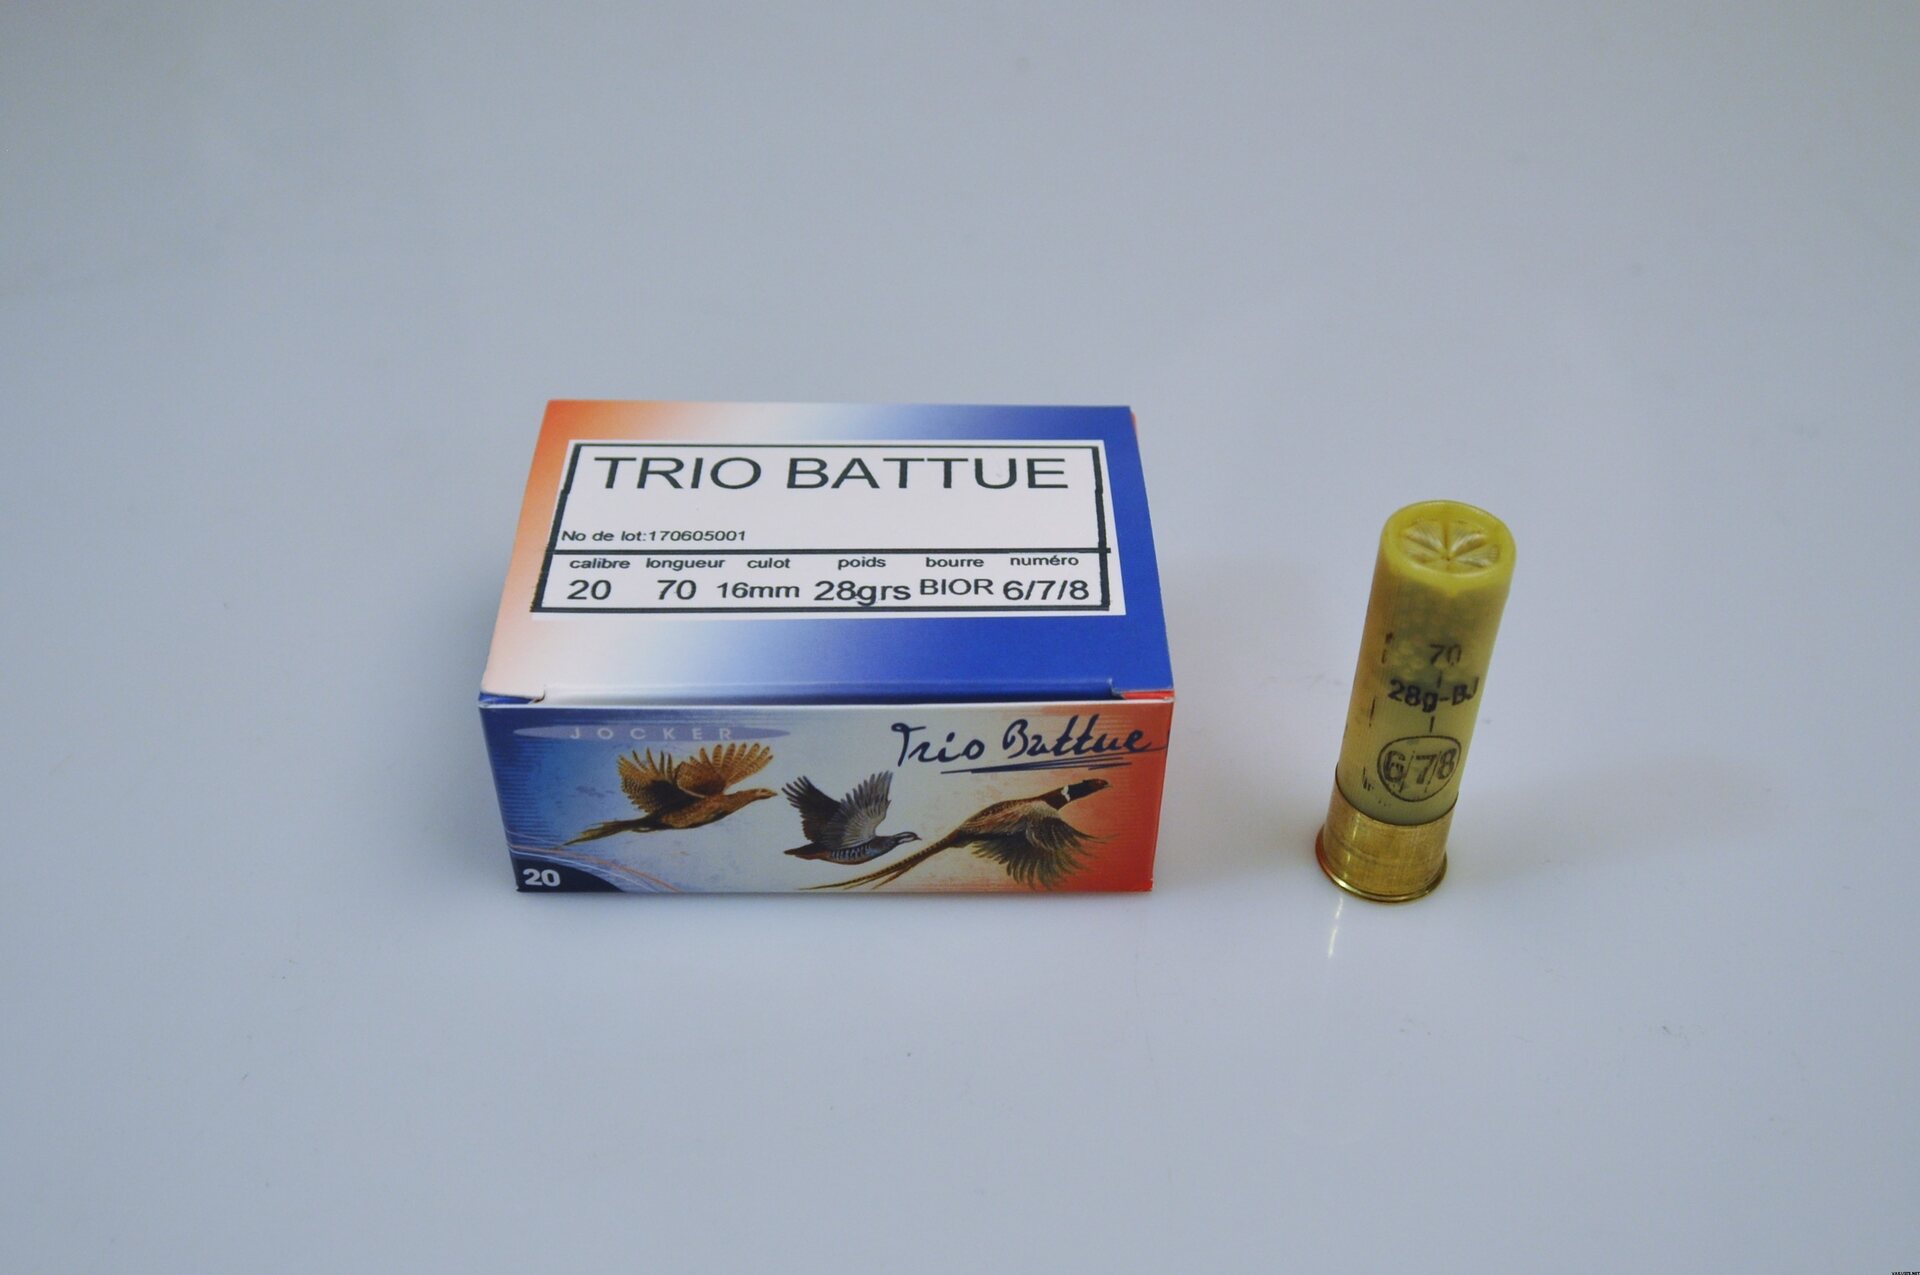 TRIO BATTUE
No de lot:170605001
calibre longueur culot poids bourre numéro
20 70 16mm 28grs BIOR 6/7/8
JOCKER
Trio Battue
20
70
28g-BJ
6/7/8